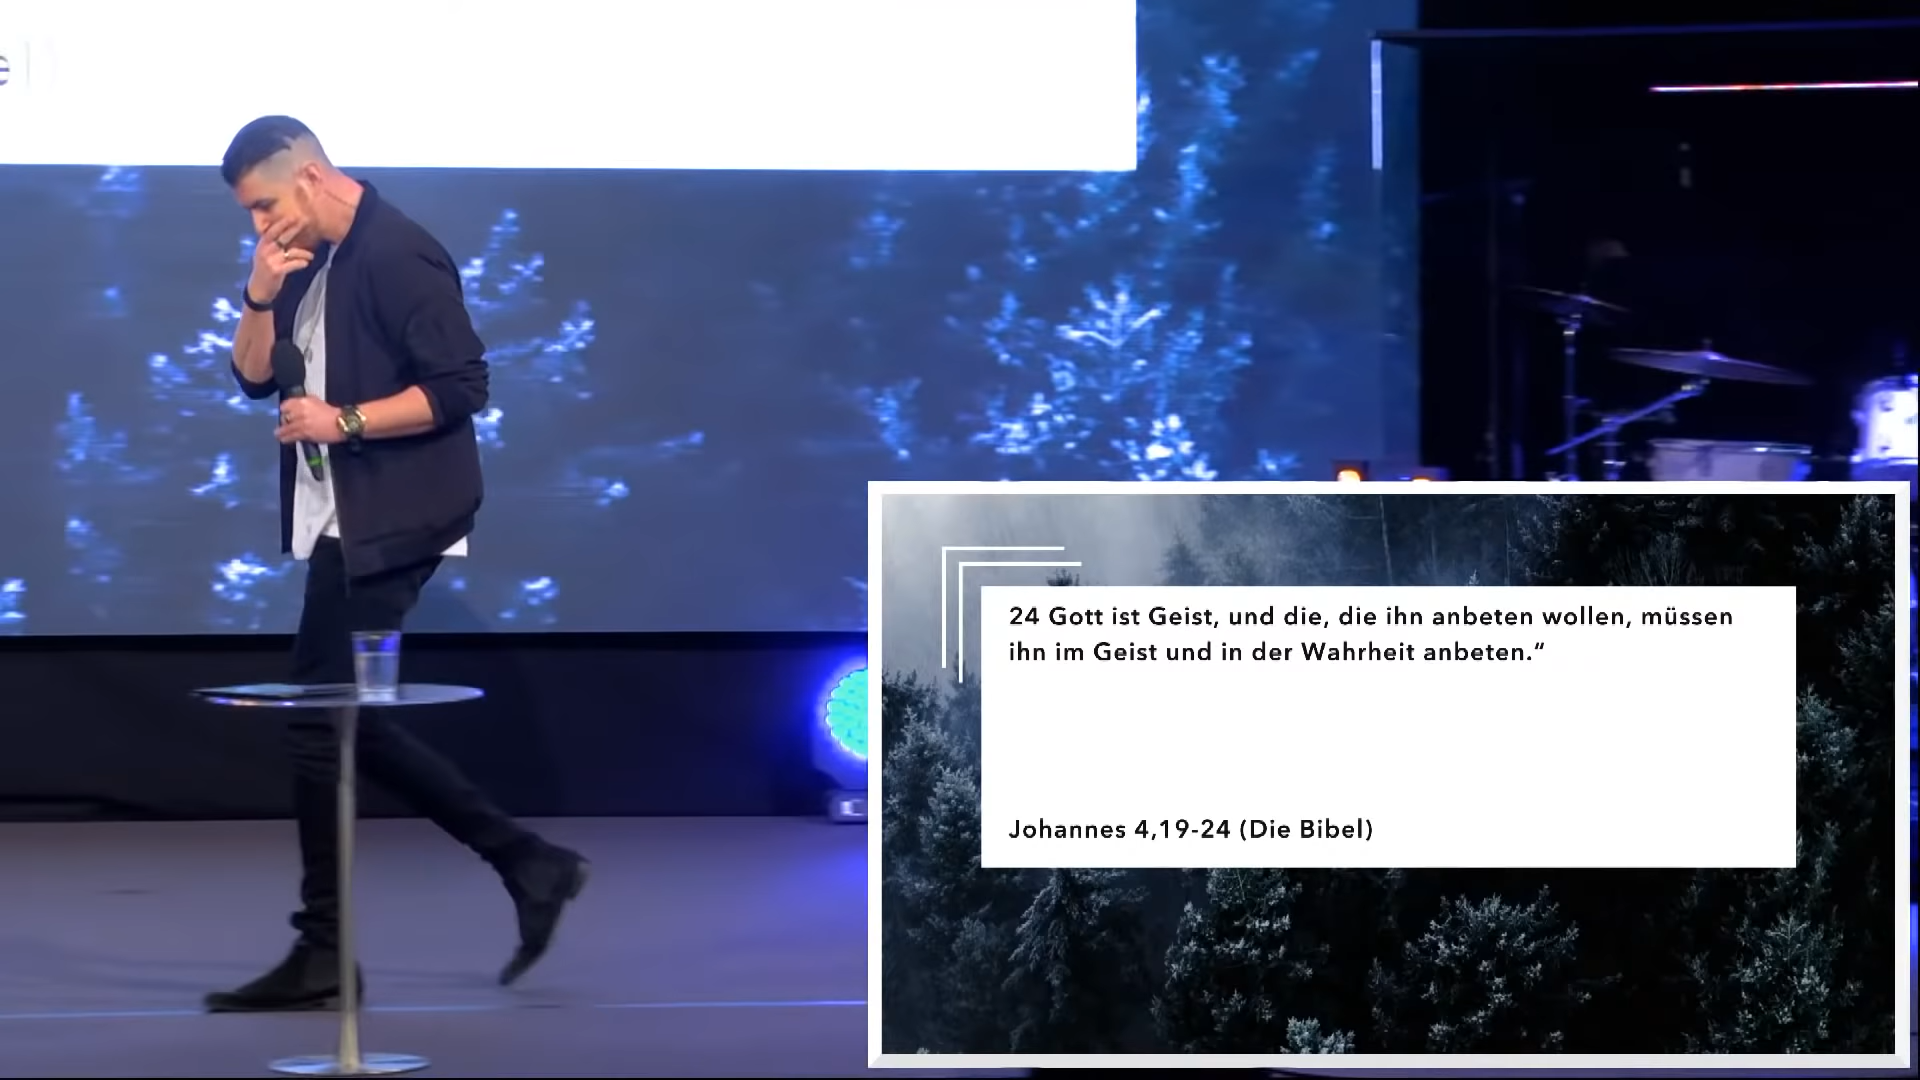 24 Gott ist Geist, und die, die ihn anbeten wollen, müssen
ihn im Geist und in der Wahrheit anbeten.“
Johannes 4,19-24 (Die Bibel)